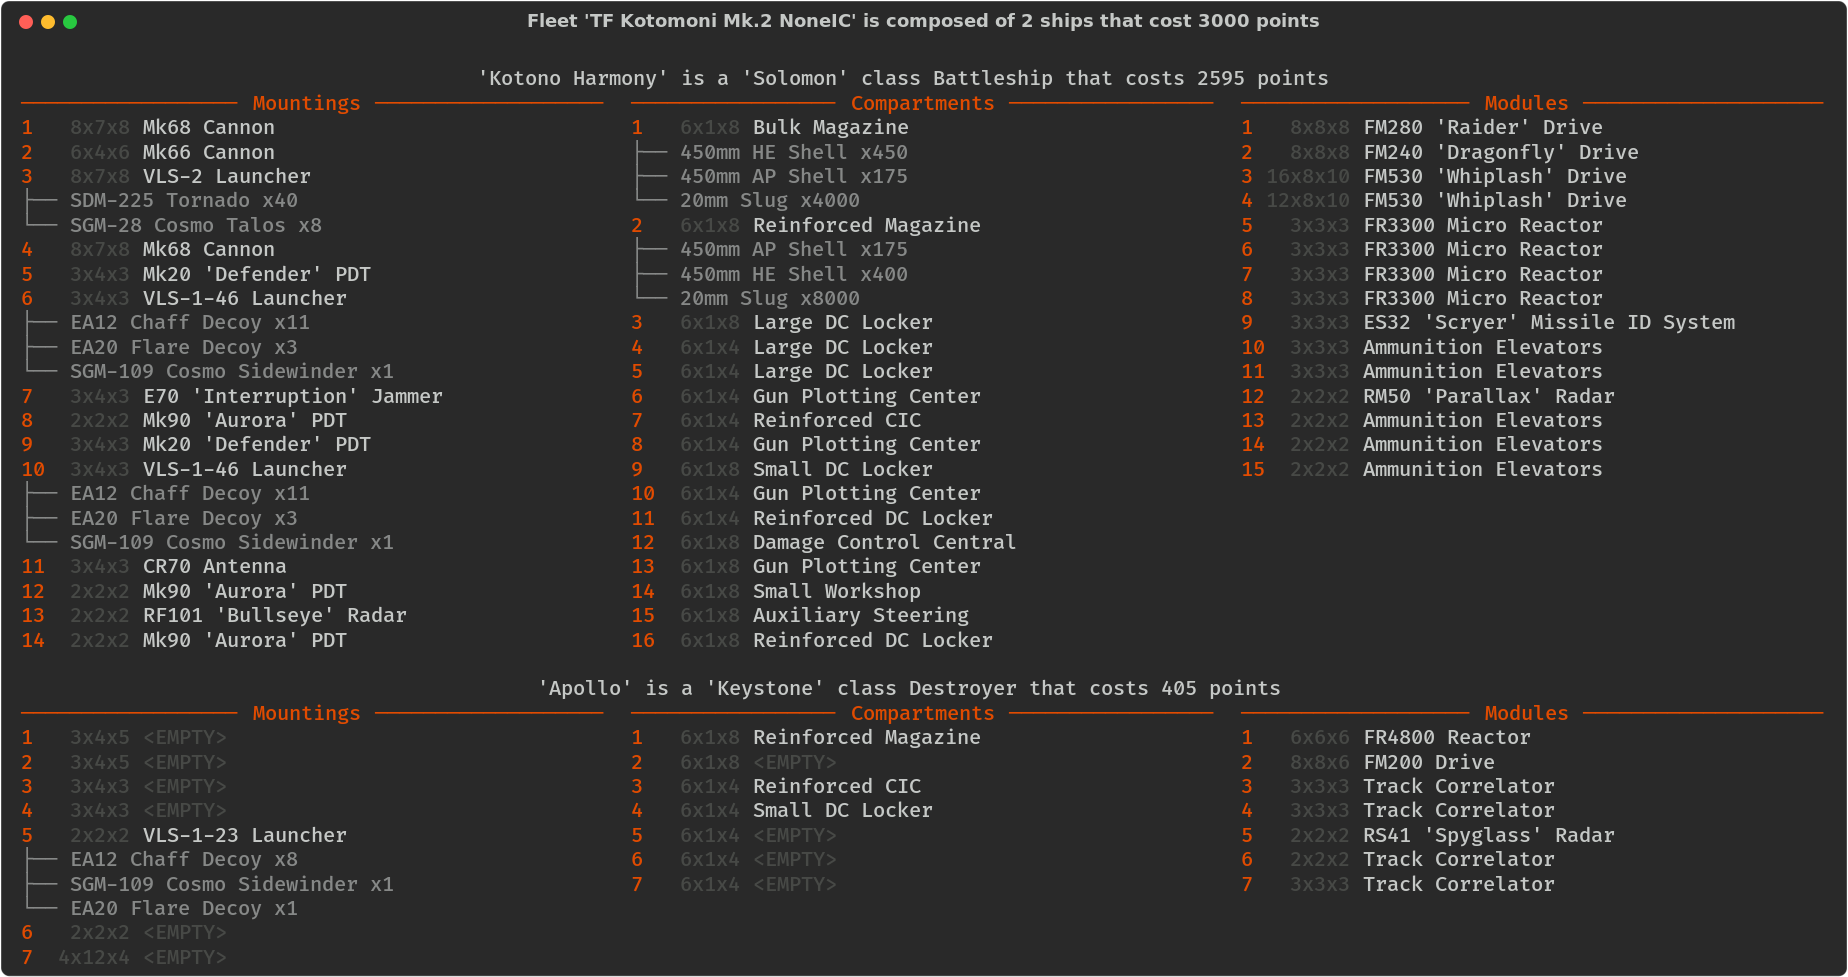 Fleet 'TF Kotomoni Mk.2 NoneIC' is composed of 2 ships that cost 3000 points
'Kotono Harmony' is a 'Solomon' class Battleship that costs 2595 points
Mountings
1 8x7x8 Mk68 Cannon
2 6x4x6 Mk66 Cannon
3 8x7x8 VLS-2 Launcher
SDM-225 Tornado x40
SGM-28 Cosmo Talos x8
4 8x7x8 Mk68 Cannon
5 3x4x3 Mk20 'Defender' PDT
6 3x4x3 VLS-1-46 Launcher
EA12 Chaff Decoy x11
EA20 Flare Decoy x3
SGM-109 Cosmo Sidewinder x1
7 3x4x3 E70 'Interruption' Jammer
8 2x2x2 Mk90 'Aurora' PDT
9 3x4x3 Mk20 'Defender' PDT
10 3x4x3 VLS-1-46 Launcher
EA12 Chaff Decoy x11
EA20 Flare Decoy x3
SGM-109 Cosmo Sidewinder x1
11 3x4x3 CR70 Antenna
12 2x2x2 Mk90 'Aurora' PDT
13 2x2x2 RF101 'Bullseye' Radar
14 2x2x2 Mk90 'Aurora' PDT
Compartments
1 6x1x8 Bulk Magazine
450mm HE Shell x450
450mm AP Shell x175
20mm Slug x4000
2 6x1x8 Reinforced Magazine
450mm AP Shell x175
450mm HE Shell x400
20mm Slug x8000
3 6x1x8 Large DC Locker
4 6x1x4 Large DC Locker
5 6x1x4 Large DC Locker
6 6x1x4 Gun Plotting Center
7 6x1x4 Reinforced CIC
8 6x1x4 Gun Plotting Center
9 6x1x8 Small DC Locker
10 6x1x4 Gun Plotting Center
11 6x1x4 Reinforced DC Locker
12 6x1x8 Damage Control Central
13 6x1x8 Gun Plotting Center
14 6x1x8 Small Workshop
15 6x1x8 Auxiliary Steering
16 6x1x8 Reinforced DC Locker
Modules
1 8x8x8 FM280 'Raider' Drive
2 8x8x8 FM240 'Dragonfly' Drive
3 16x8x10 FM530 'Whiplash' Drive
4 12x8x10 FM530 'Whiplash' Drive
5 3x3x3 FR3300 Micro Reactor
6 3x3x3 FR3300 Micro Reactor
7 3x3x3 FR3300 Micro Reactor
8 3x3x3 FR3300 Micro Reactor
9 3x3x3 ES32 'Scryer' Missile ID System
10 3x3x3 Ammunition Elevators
11 3x3x3 Ammunition Elevators
12 2x2x2 RM50 'Parallax' Radar
13 2x2x2 Ammunition Elevators
14 2x2x2 Ammunition Elevators
15 2x2x2 Ammunition Elevators
'Apollo' is a 'Keystone' class Destroyer that costs 405 points
Mountings
1 3x4x5 <EMPTY>
2 3x4x5 <EMPTY>
3 3x4x3 <EMPTY>
4 3x4x3 <EMPTY>
5 2x2x2 VLS-1-23 Launcher
EA12 Chaff Decoy x8
SGM-109 Cosmo Sidewinder x1
EA20 Flare Decoy x1
6 2x2x2 <EMPTY>
7 4x12x4 <EMPTY>
Compartments
1 6x1x8 Reinforced Magazine
2 6x1x8 <EMPTY>
3 6x1x4 Reinforced CIC
4 6x1x4 Small DC Locker
5 6x1x4 <EMPTY>
6 6x1x4 <EMPTY>
7 6x1x4 <EMPTY>
Modules
1 6x6x6 FR4800 Reactor
2 8x8x6 FM200 Drive
3 3x3x3 Track Correlator
4 3x3x3 Track Correlator
5 2x2x2 RS41 'Spyglass' Radar
6 2x2x2 Track Correlator
7 3x3x3 Track Correlator